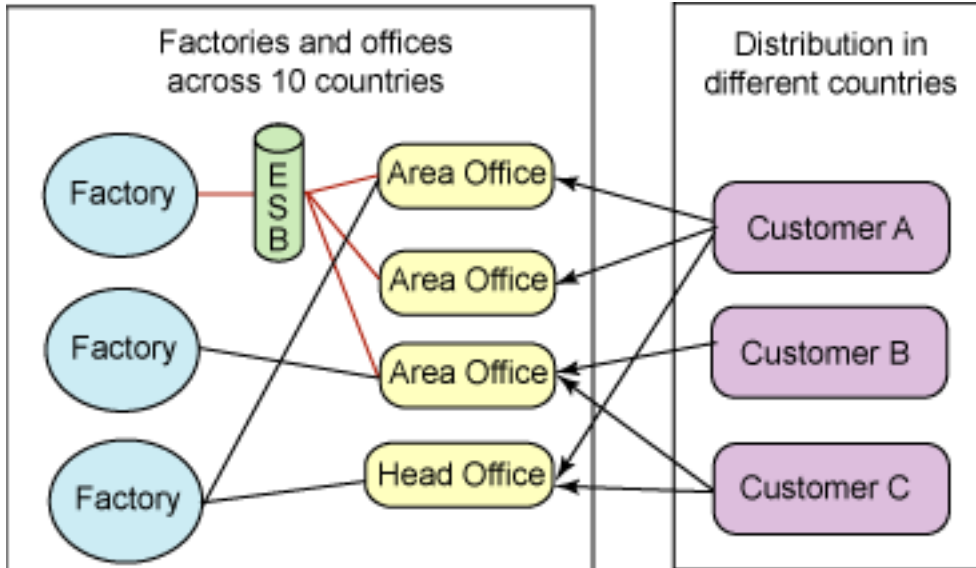 Factories and offices
across 10 countries
Distribution in
different countries
Factory
E
S
B
Area Office
Customer A
Area Office
Factory
Area Office
Customer B
Factory
Head Office
Customer C